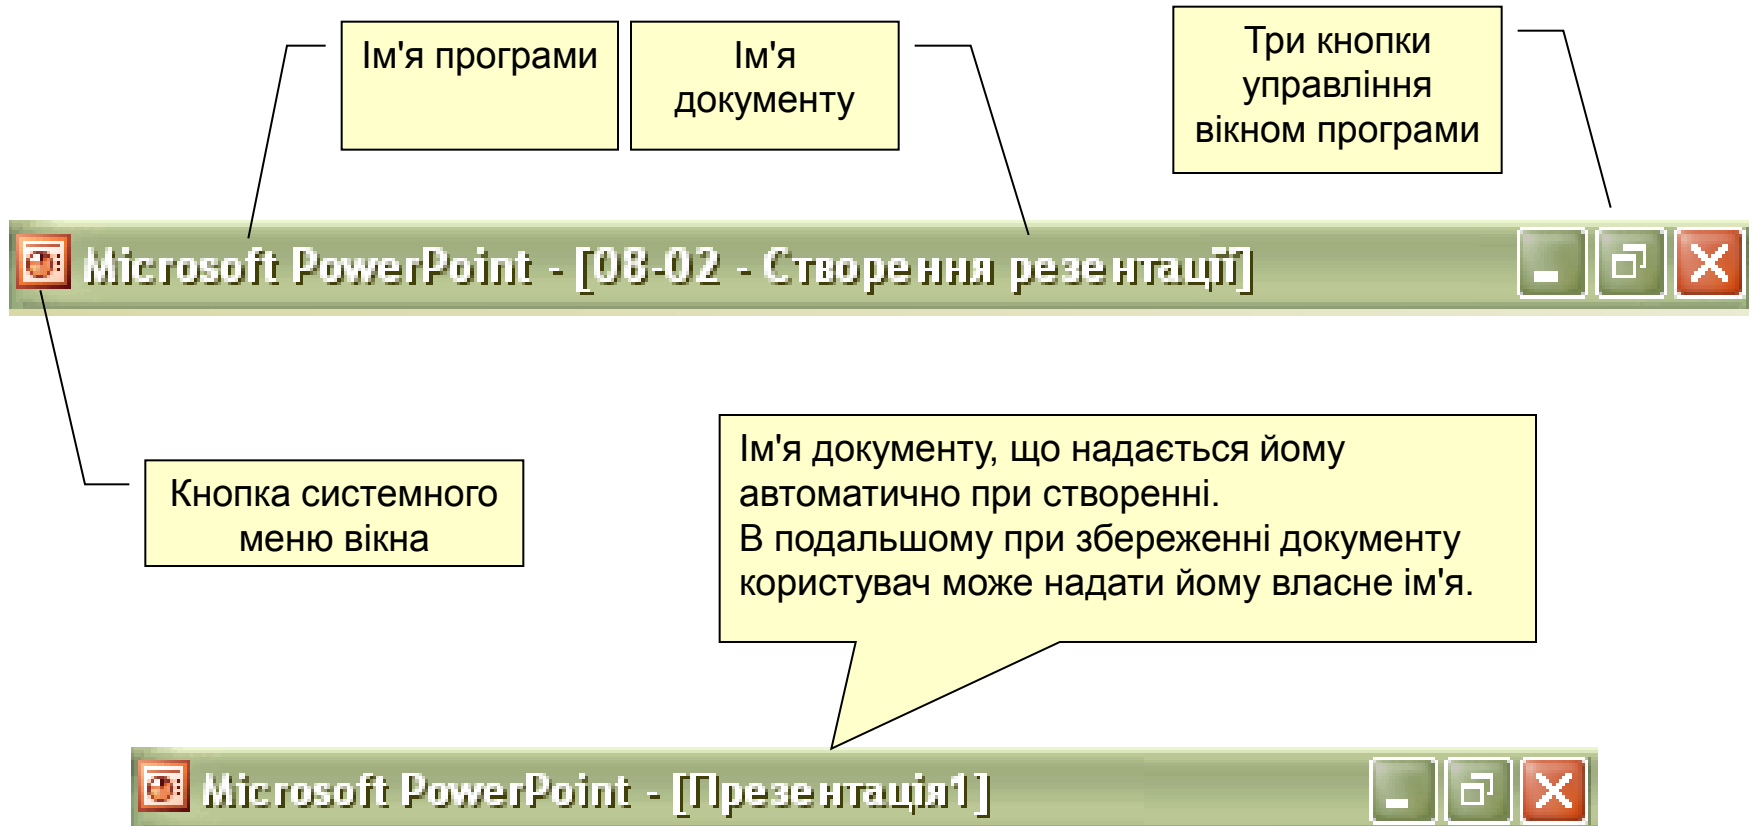 Ім'я програми
Ім'я
документу
Три кнопки
управління
вікном програми
Microsoft PowerPoint - [08-02 - Створення резентації]
Кнопка системного
меню вікна
Ім'я документу, що надається йому
автоматично при створенні.
В подальшому при збереженні документу
користувач може надати йому власне ім'я.
Microsoft PowerPoint - [Презентація1]